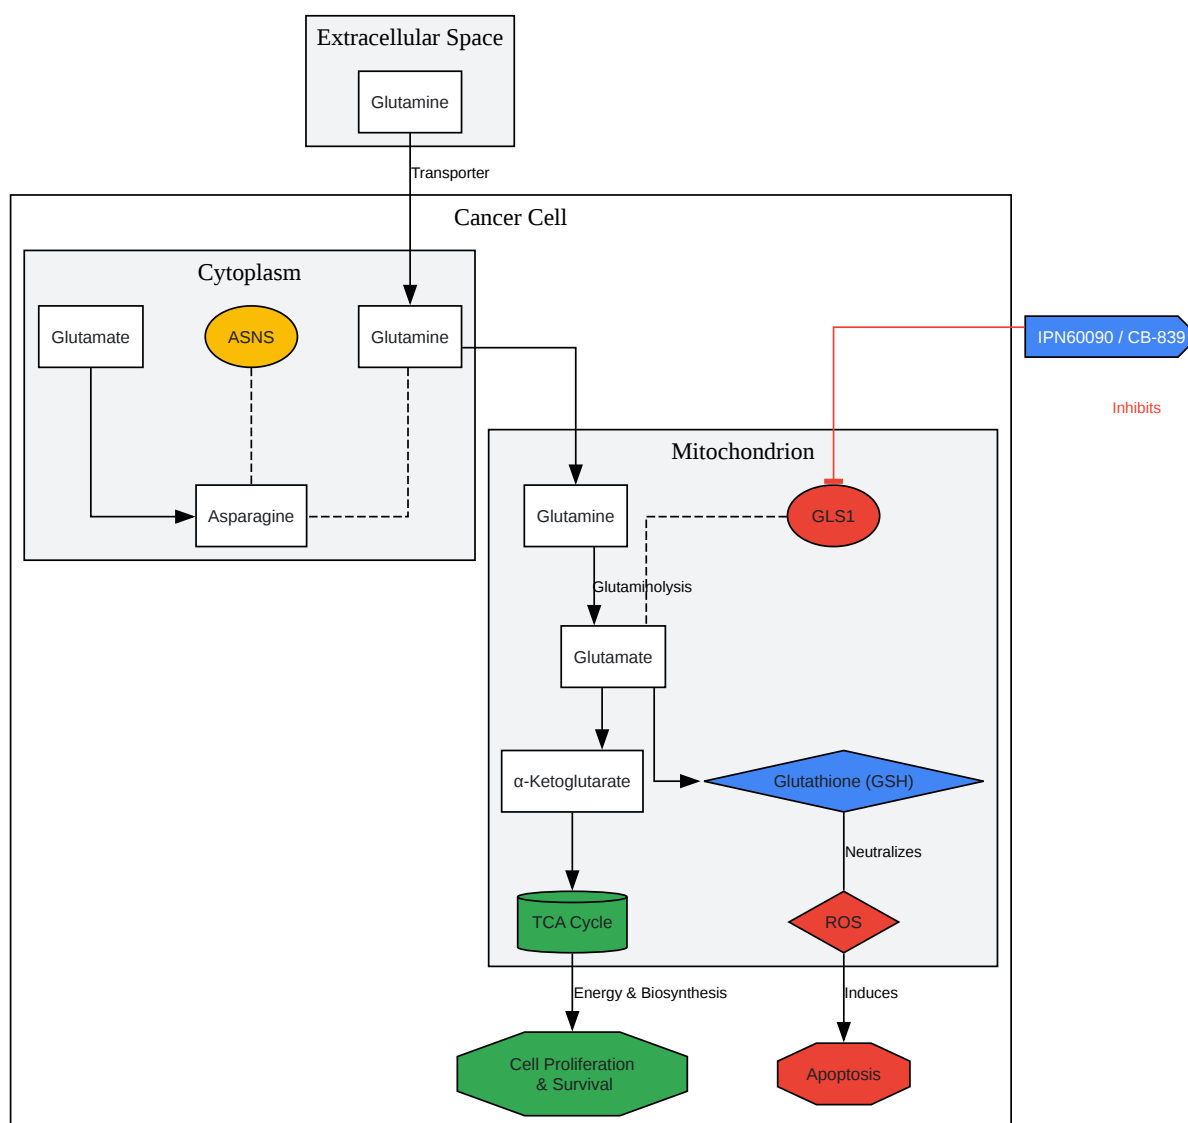 Extracellular Space
Glutamine
Transporter
Cancer Cell
Cytoplasm
Glutamate
ASNS
Glutamine
IPN60090 / CB-839
Inhibits
Mitochondrion
Asparagine
Glutamine
GLS1
Glutaminolysis
Glutamate
α-Ketoglutarate
Glutathione (GSH)
Neutralizes
TCA Cycle
ROS
Energy & Biosynthesis
Induces
Cell Proliferation
& Survival
Apoptosis